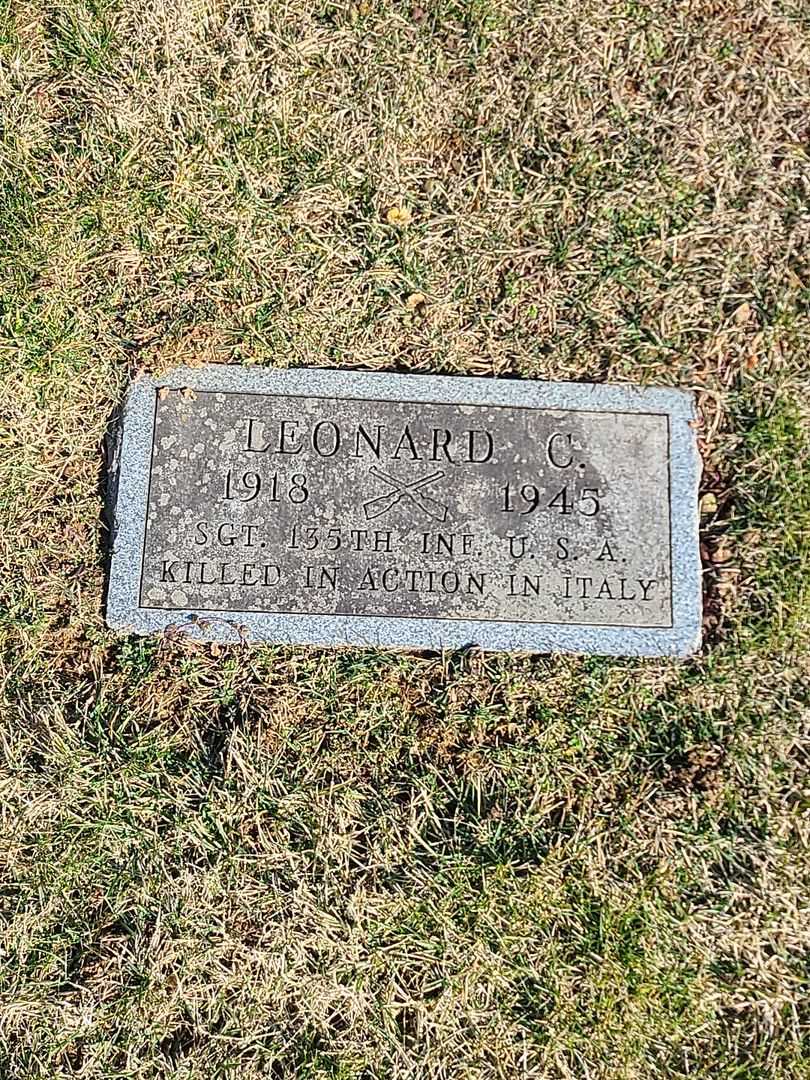 LEONARD C.
1918 1945
SGT. 135TH INF. U. S. A.
KILLED IN ACTION IN ITALY